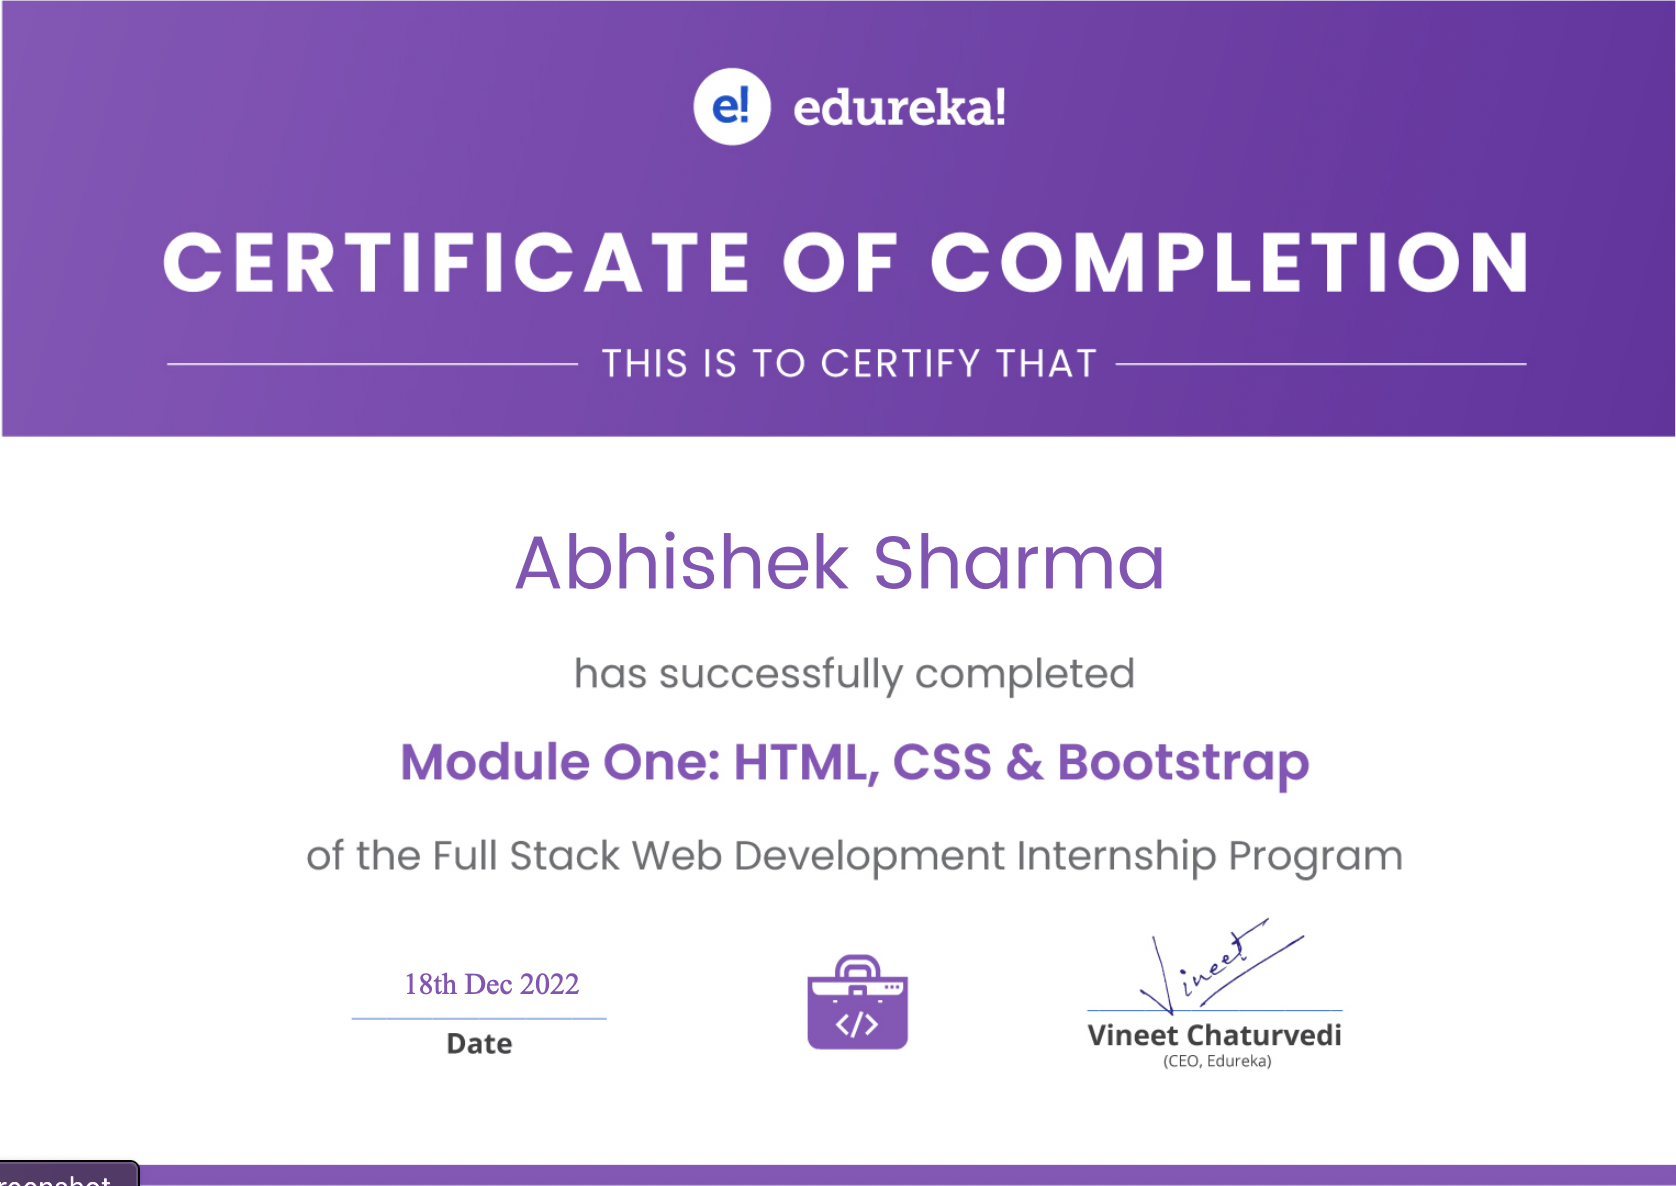 e! edureka!
CERTIFICATE OF COMPLETION
THIS IS TO CERTIFY THAT
Abhishek Sharma
has successfully completed
Module One: HTML, CSS & Bootstrap
of the Full Stack Web Development Internship Program
Vineet
18th Dec 2022
</>
Date
Vineet Chaturvedi
(CEO, Edureka)